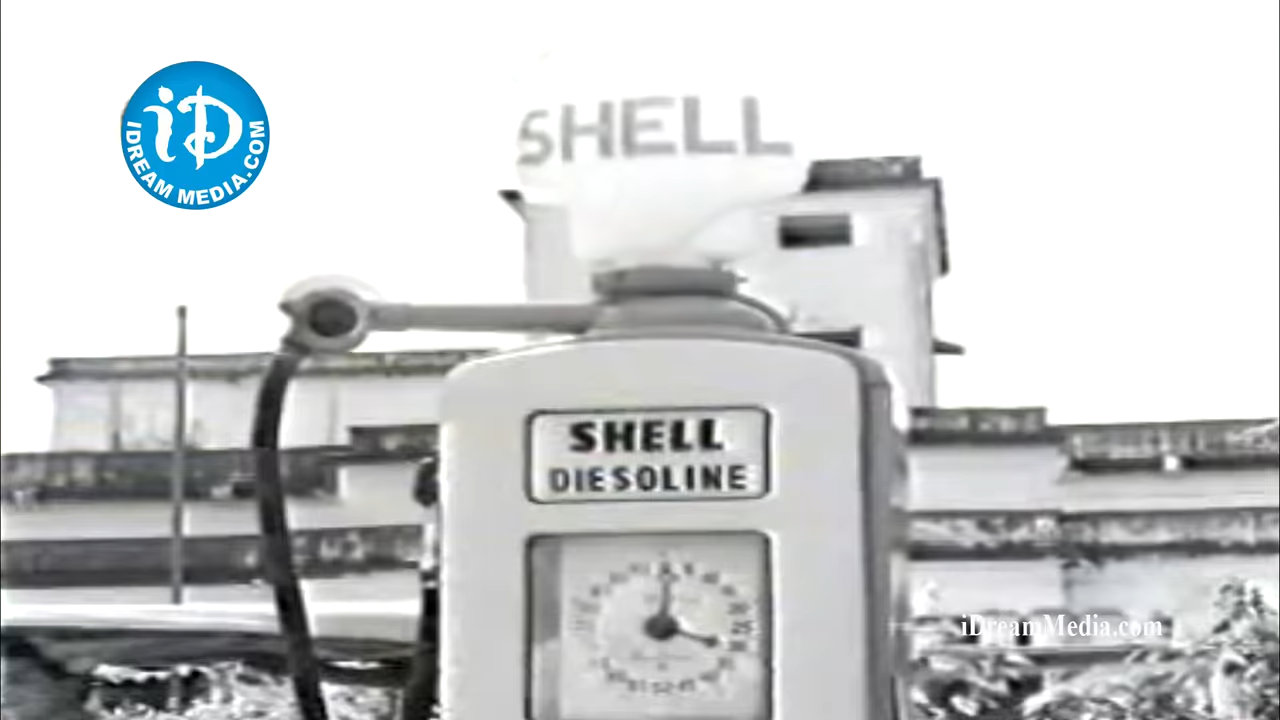 iD
IDREAM MEDIA.COM
SHELL
SHELL
DIESOLINE
iDreamMedia.com